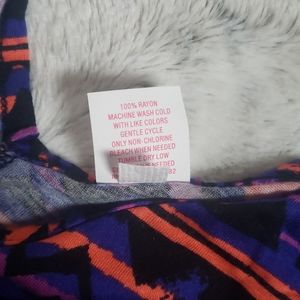 100% RAYON
MACHINE WASH COLD
WITH LIKE COLORS
GENTLE CYCLE
ONLY NON-CHLORINE
BLEACH WHEN NEEDED
TUMBLE DRY LOW